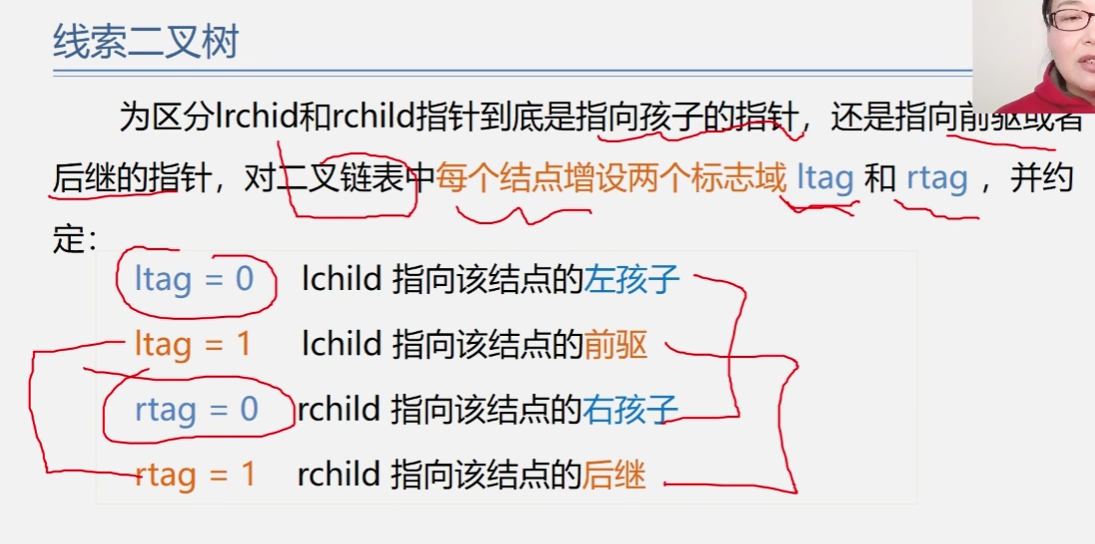 线索二叉树
为区分lrchid和rchild指针到底是指向孩子的指针，还是指向前驱或者
后继的指针，对二叉链表中每个结点增设两个标志域 ltag 和 rtag ，并约
定：
ltag = 0 lchild 指向该结点的左孩子
ltag = 1 lchild 指向该结点的前驱
rtag = 0 rchild 指向该结点的右孩子
rtag = 1 rchild 指向该结点的后继